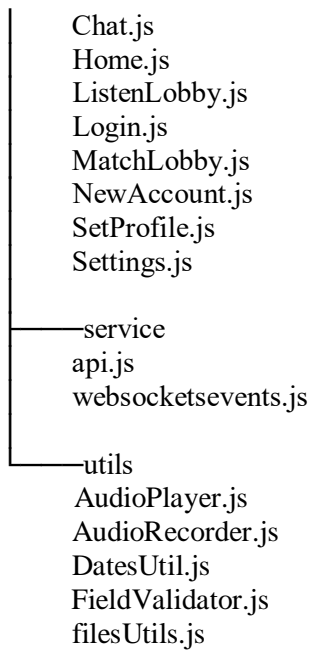 Chat.js
Home.js
ListenLobby.js
Login.js
MatchLobby.js
NewAccount.js
SetProfile.js
Settings.js
service
api.js
websocketsevents.js
utils
AudioPlayer.js
AudioRecorder.js
DatesUtil.js
FieldValidator.js
filesUtils.js